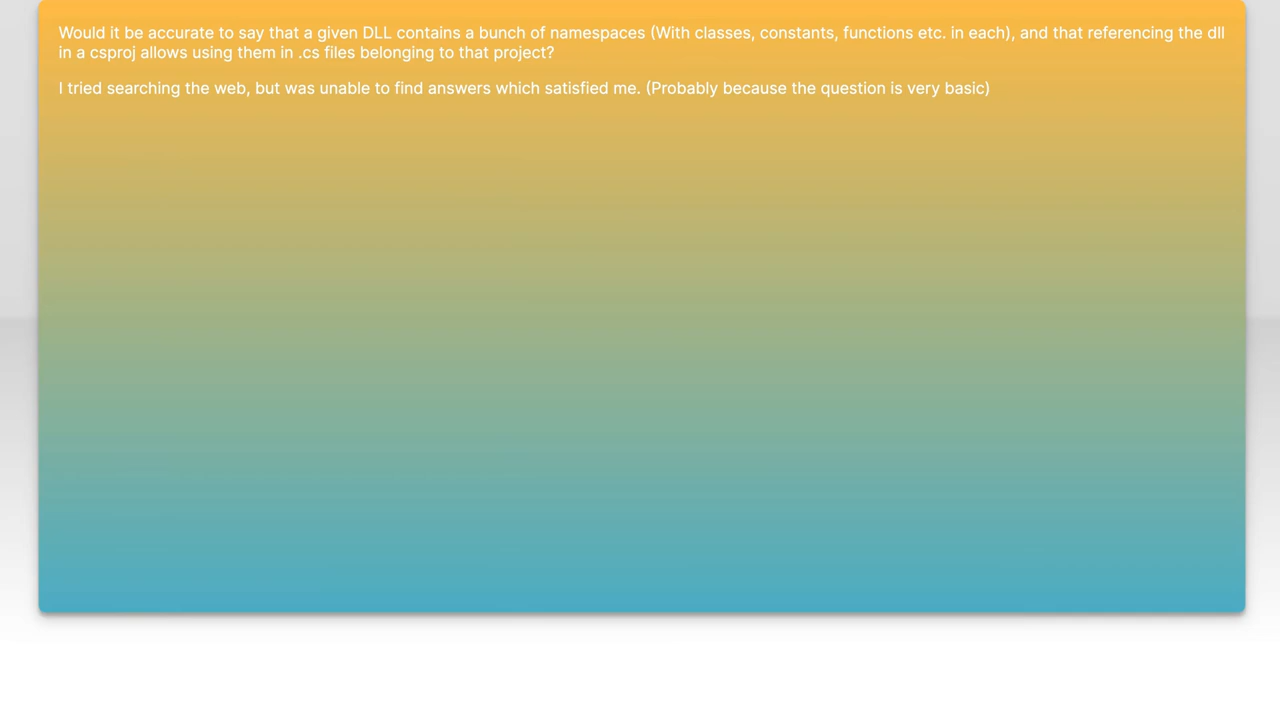 Would it be accurate to say that a given DLL contains a bunch of namespaces (With classes, constants, functions etc. in each), and that referencing the dll
in a csproj allows using them in .cs files belonging to that project?
I tried searching the web, but was unable to find answers which satisfied me. (Probably because the question is very basic)